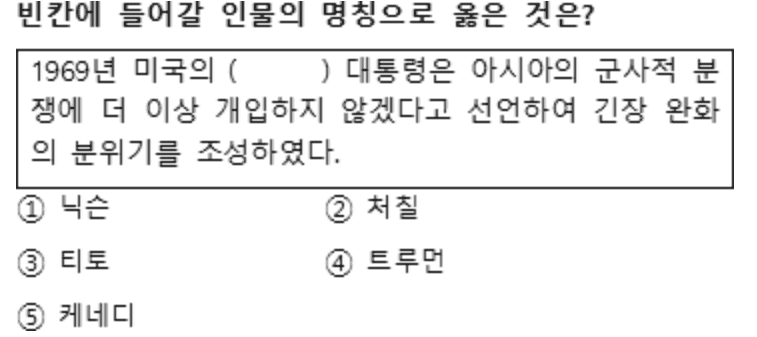 빈칸에 들어갈 인물의 명칭으로 옳은 것은?
1969년 미국의 (      ) 대통령은 아시아의 군사적 분
쟁에 더 이상 개입하지 않겠다고 선언하여 긴장 완화
의 분위기를 조성하였다.
① 닉슨 ② 처칠
③ 티토 ④ 트루먼
⑤ 케네디